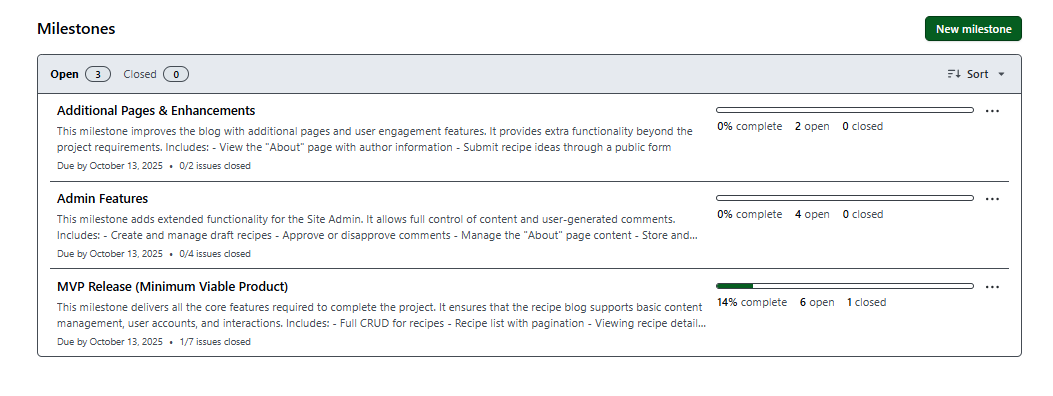 Milestones
New milestone
Open 3 Closed 0
Sort
Additional Pages & Enhancements
This milestone improves the blog with additional pages and user engagement features. It provides extra functionality beyond the
project requirements. Includes: - View the "About" page with author information - Submit recipe ideas through a public form
Due by October 13, 2025 • 0/2 issues closed
0% complete 2 open 0 closed
Admin Features
This milestone adds extended functionality for the Site Admin. It allows full control of content and user-generated comments.
Includes: - Create and manage draft recipes - Approve or disapprove comments - Manage the "About" page content - Store and...
Due by October 13, 2025 • 0/4 issues closed
0% complete 4 open 0 closed
MVP Release (Minimum Viable Product)
This milestone delivers all the core features required to complete the project. It ensures that the recipe blog supports basic content
management, user accounts, and interactions. Includes: - Full CRUD for recipes - Recipe list with pagination - Viewing recipe detail...
Due by October 13, 2025 • 1/7 issues closed
14% complete 6 open 1 closed